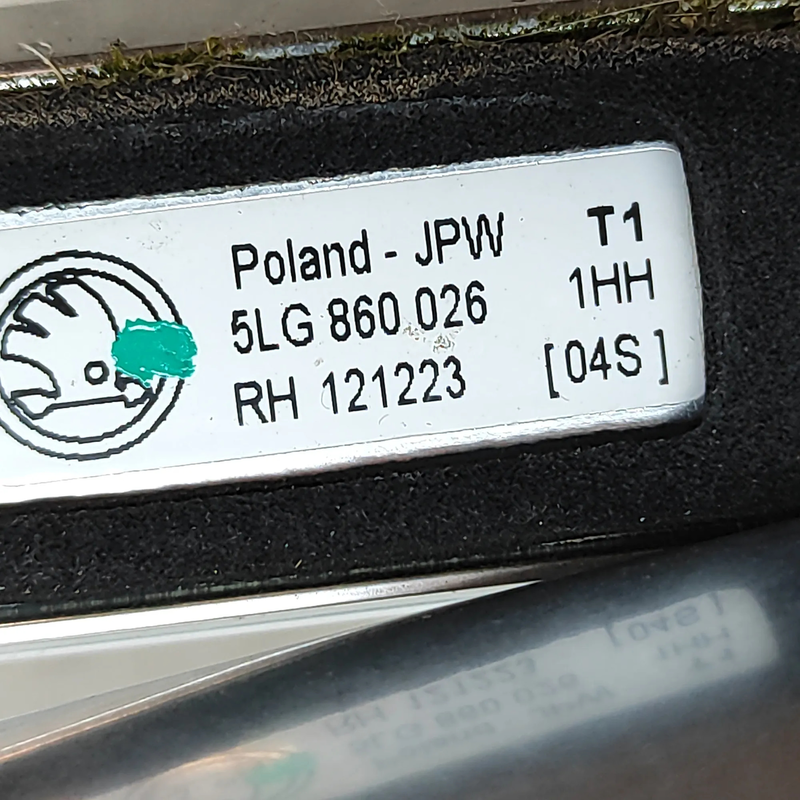 Poland - JPW T1
5LG 860 026 1HH
RH 121223 [04S]